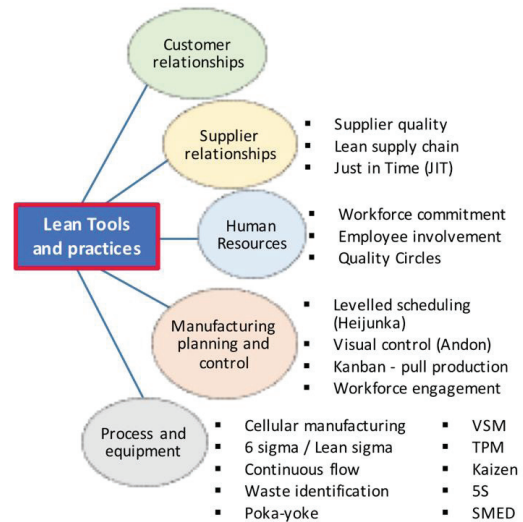 Customer
relationships
Supplier
relationships
▪ Supplier quality
▪ Lean supply chain
▪ Just in Time (JIT)
Lean Tools
and practices
Human
Resources
▪ Workforce commitment
▪ Employee involvement
▪ Quality Circles
Manufacturing
planning and
control
▪ Levelled scheduling
(Heijunka)
▪ Visual control (Andon)
▪ Kanban - pull production
▪ Workforce engagement
Process and
equipment
▪ Cellular manufacturing
▪ 6 sigma / Lean sigma
▪ Continuous flow
▪ Waste identification
▪ Poka-yoke
▪ VSM
▪ TPM
▪ Kaizen
▪ 5S
▪ SMED